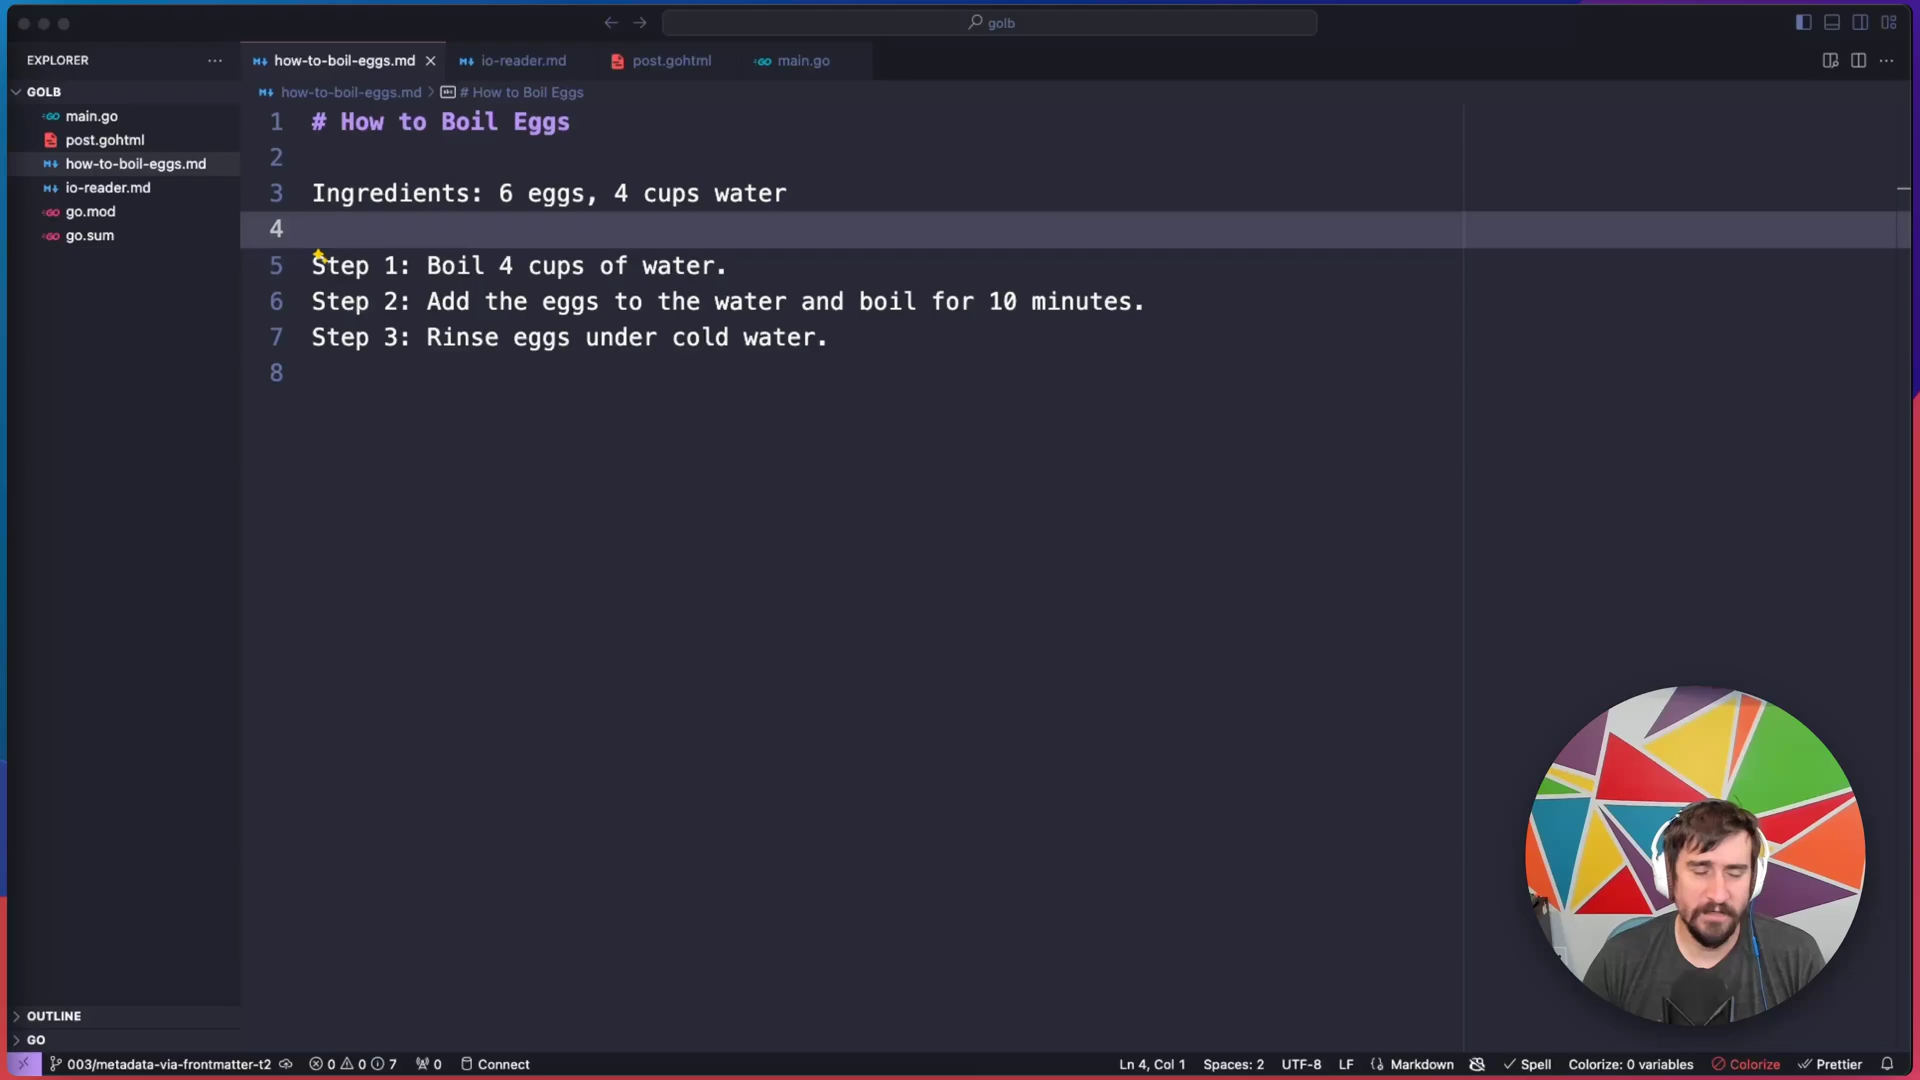 golb
EXPLORER
how-to-boil-eggs.md
io-reader.md
post.gohtml
main.go
GOLB
how-to-boil-eggs.md > # How to Boil Eggs
main.go
post.gohtml
how-to-boil-eggs.md
io-reader.md
go.mod
go.sum
1 # How to Boil Eggs
2
3 Ingredients: 6 eggs, 4 cups water
4
5 Step 1: Boil 4 cups of water.
6 Step 2: Add the eggs to the water and boil for 10 minutes.
7 Step 3: Rinse eggs under cold water.
8
OUTLINE
GO
003/metadata-via-frontmatter-t2 0 0 7 0 Connect Ln 4, Col 1 Spaces: 2 UTF-8 LF Markdown Spell Colorize: 0 variables Colorize Prettier